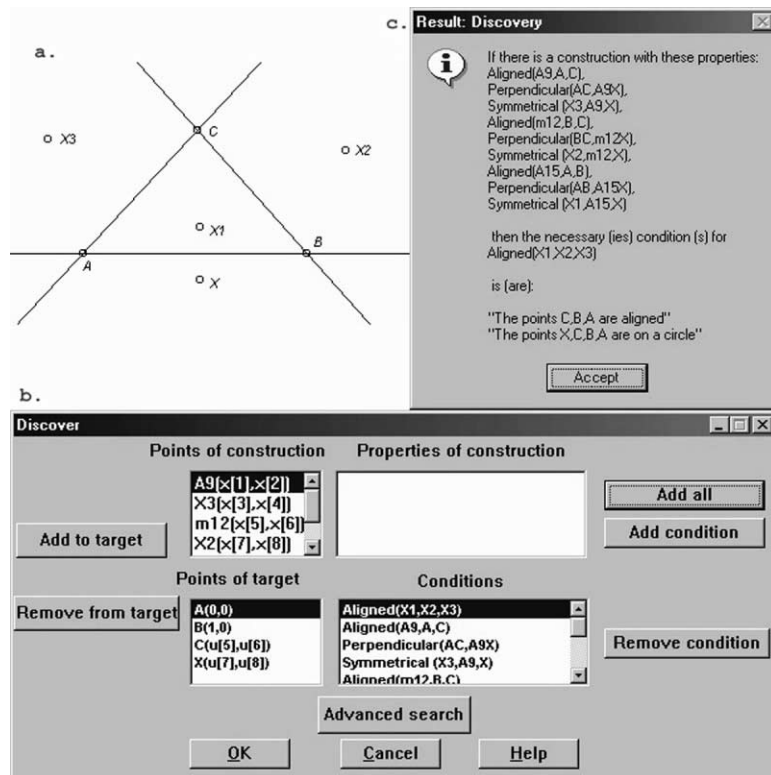 a.
X3
C
X2
X1
A
B
X
c.
Result: Discovery
If there is a construction with these properties:
Aligned(A9,A,C),
Perpendicular(AC,A9X),
Symmetrical (X3,A9,X),
Aligned(m12,B,C),
Perpendicular(BC,m12X),
Symmetrical (X2,m12,X),
Aligned(A15,A,B),
Perpendicular(AB,A15X),
Symmetrical (X1,A15,X)
then the necessary (ies) condition (s) for
Aligned(X1,X2,X3)
is (are):
"The points C,B,A are aligned"
"The points X,C,B,A are on a circle"
Accept
b.
Discover
Points of construction
Properties of construction
A9(x[1],x[2])
X3(x[3],x[4])
m12(x[5],x[6])
X2(x[7],x[8])
Add to target
Add all
Add condition
Points of target
Conditions
Remove from target
A(0,0)
B(1,0)
C(u[5],u[6])
X(u[7],u[8])
Aligned(X1,X2,X3)
Aligned(A9,A,C)
Perpendicular(AC,A9X)
Symmetrical (X3,A9,X)
Aligned(m12,B,C)
Remove condition
Advanced search
OK
Cancel
Help